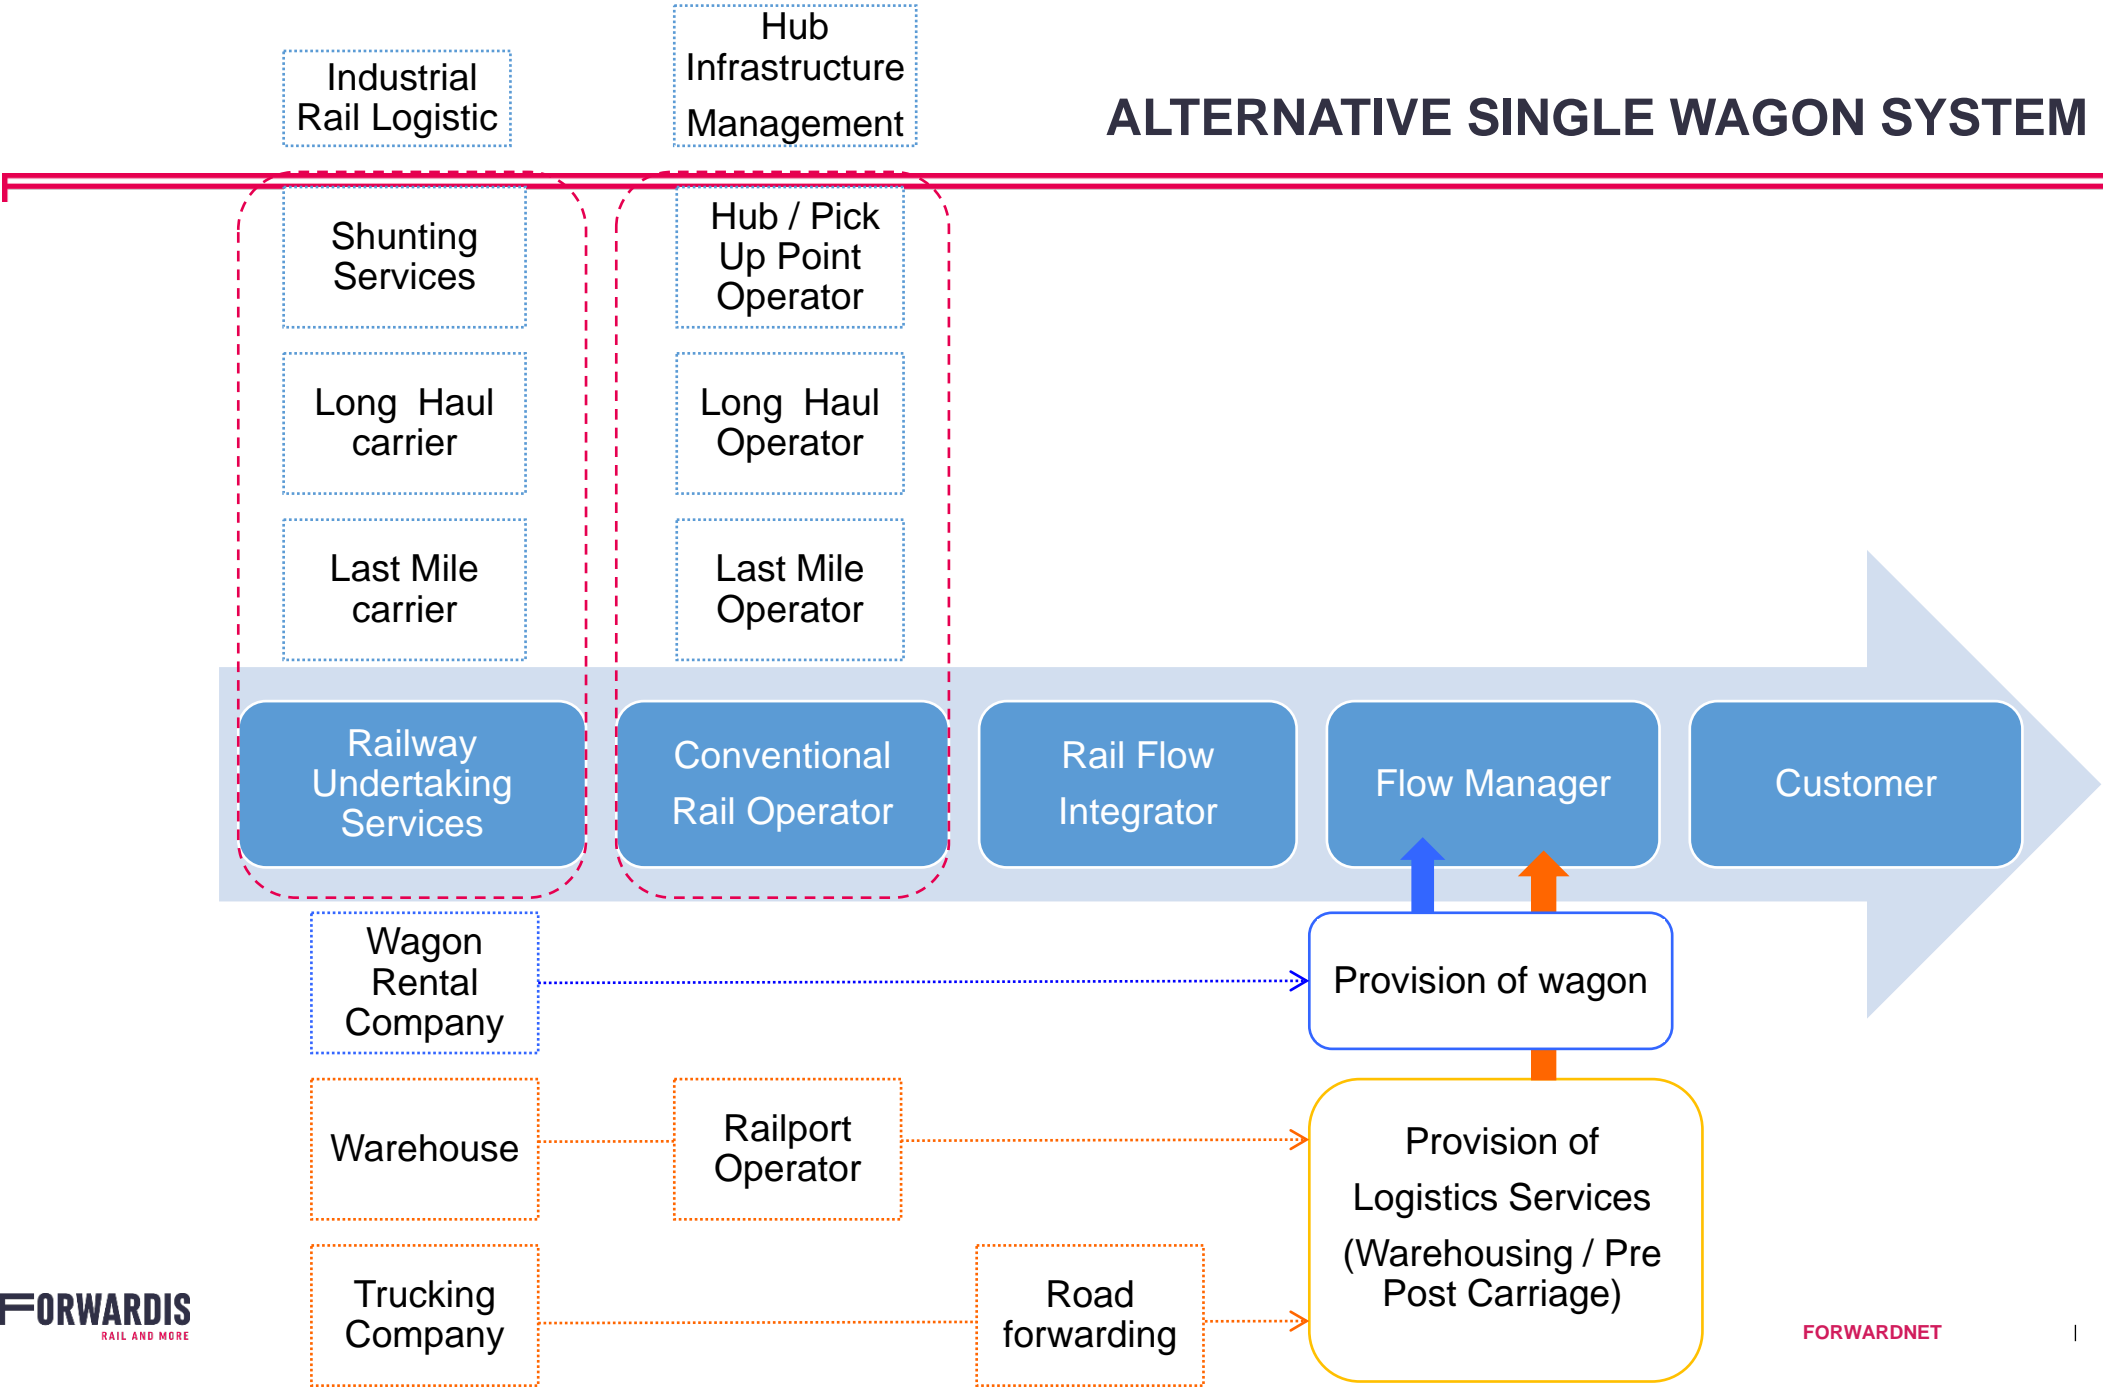 Industrial
Rail Logistic
Hub
Infrastructure
Management
ALTERNATIVE SINGLE WAGON SYSTEM
Shunting
Services
Hub / Pick
Up Point
Operator
Long Haul
carrier
Long Haul
Operator
Last Mile
carrier
Last Mile
Operator
Railway
Undertaking
Services
Conventional
Rail Operator
Rail Flow
Integrator
Flow Manager
Customer
Wagon
Rental
Company
Provision of wagon
Warehouse
Railport
Operator
Provision of
Logistics Services
(Warehousing / Pre
Post Carriage)
Trucking
Company
Road
forwarding
FORWARDIS
RAIL AND MORE
FORWARDNET |